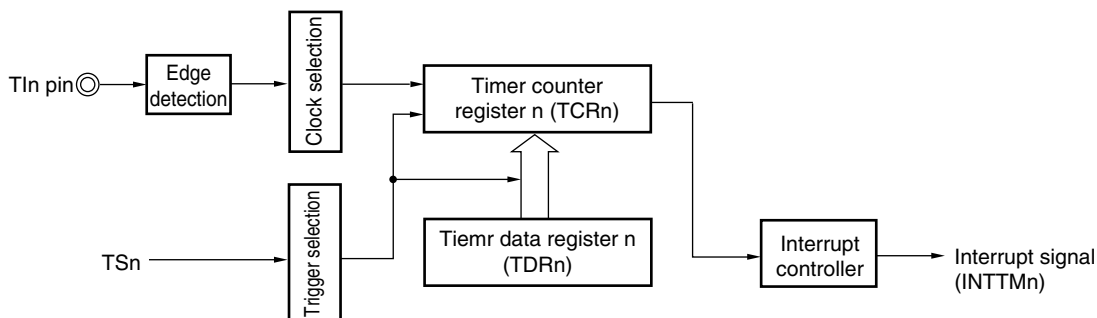 TIn pin
Edge
detection
Clock selection
Timer counter
register n (TCRn)
TSn
Trigger selection
Tiemr data register n
(TDRn)
Interrupt
controller
Interrupt signal
(INTTMn)